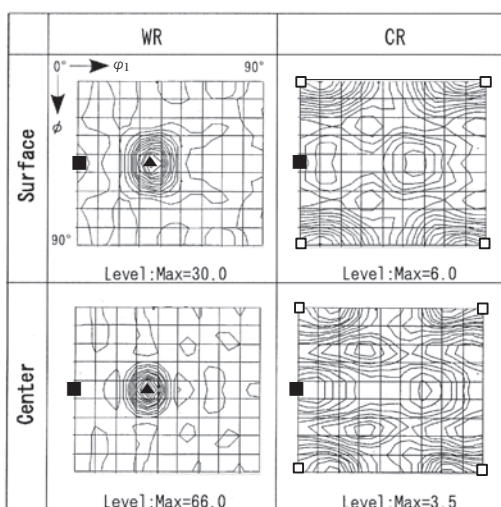 WR CR
0° φ₁ 90°
ϕ
Surface
90°
Level:Max=30.0 Level:Max=6.0
Center
Level:Max=66.0 Level:Max=3.5